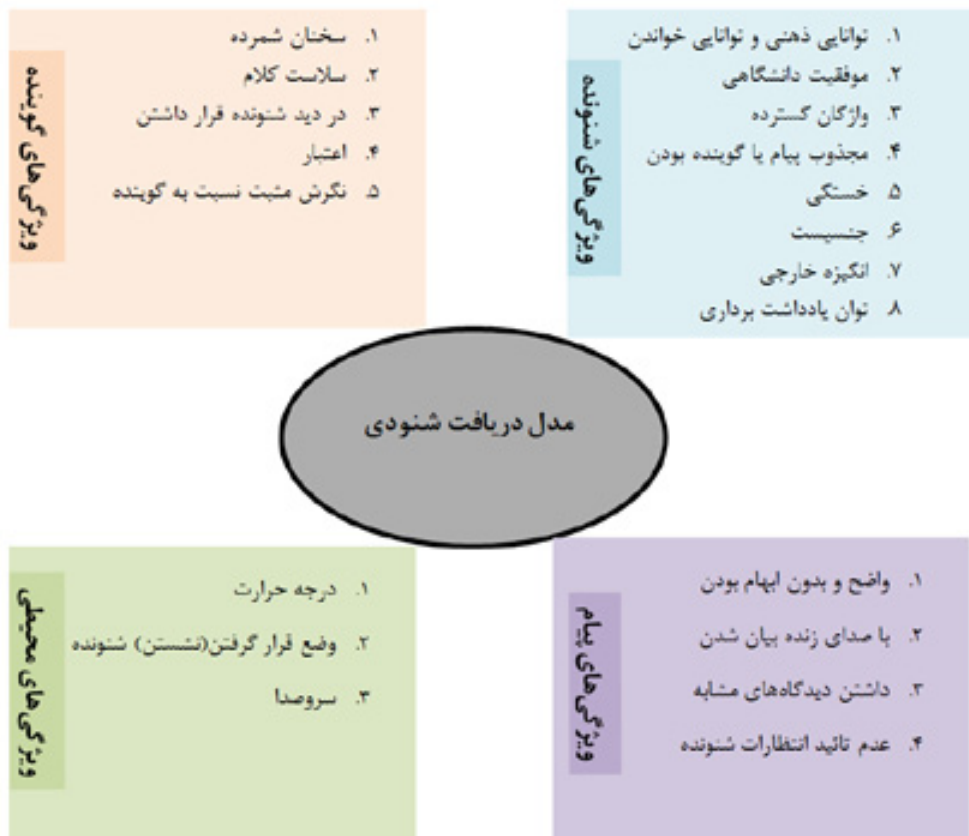 ویژگی‌های شنونده
۱. توانایی ذهنی و توانایی خواندن
۲. موفقیت دانشگاهی
۳. واژگان گسترده
۴. مجذوب پیام یا گوینده بودن
۵. خستگی
۶. جنسیست
۷. انگیزه خارجی
۸. توان یادداشت برداری
ویژگی‌های گوینده
۱. سخنان شمرده
۲. سلاست کلام
۳. در دید شنونده قرار داشتن
۴. اعتبار
۵. نگرش مثبت نسبت به گوینده
مدل دریافت شنودی
ویژگی‌های پیام
۱. واضح و بدون ابهام بودن
۲. با صدای زنده بیان شدن
۳. داشتن دیدگاه‌های مشابه
۴. عدم تائید انتظارات شنونده
ویژگی‌های محیطی
۱. درجه حرارت
۲. وضع قرار گرفتن(نشستن) شنونده
۳. سروصدا